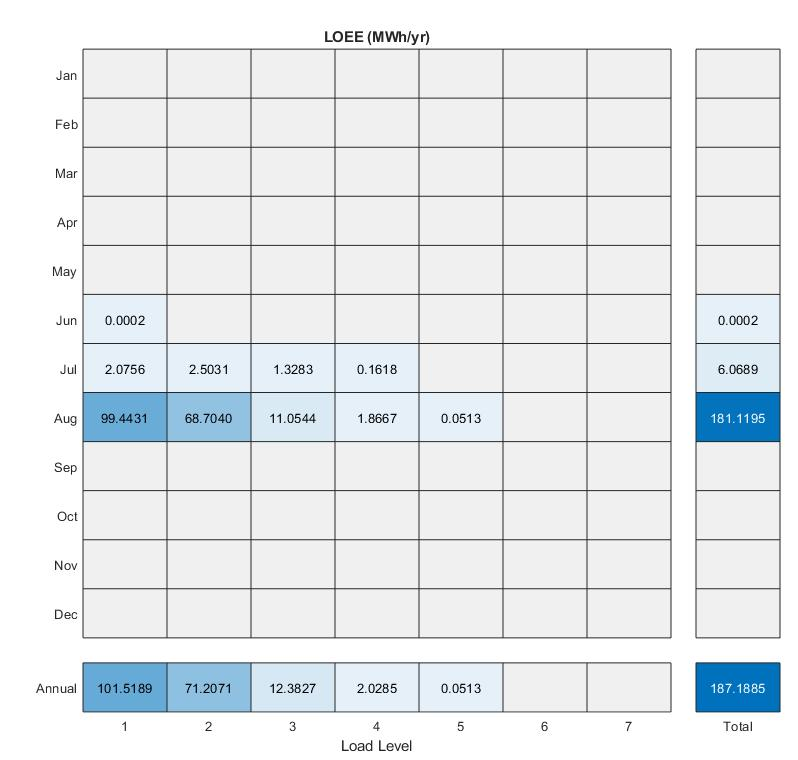 LOEE (MWh/yr)
Jan
Feb
Mar
Apr
May
Jun 0.0002 0.0002
Jul 2.0756 2.5031 1.3283 0.1618 6.0689
Aug 99.4431 68.7040 11.0544 1.8667 0.0513 181.1195
Sep
Oct
Nov
Dec
Annual 101.5189 71.2071 12.3827 2.0285 0.0513 187.1885
1 2 3 4 5 6 7 Total
Load Level